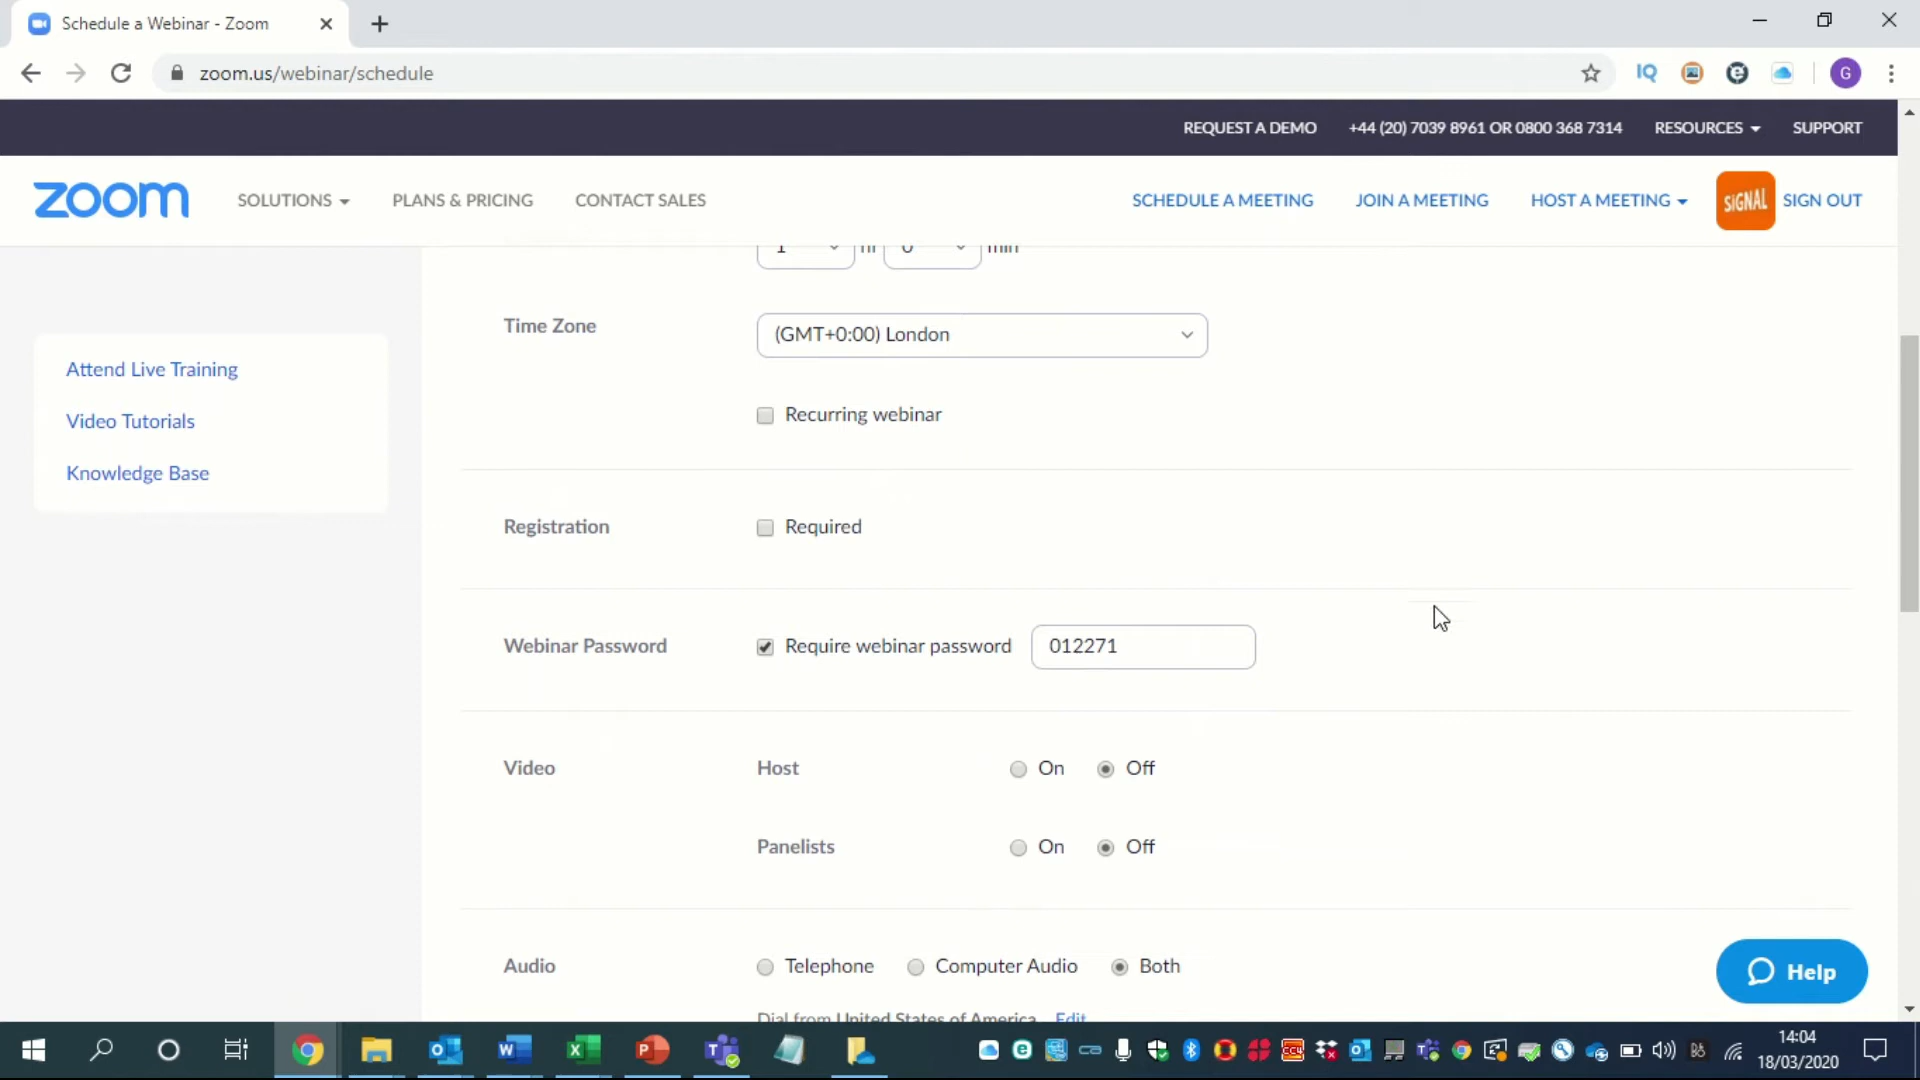 Schedule a Webinar - Zoom
zoom.us/webinar/schedule
IQ
G
REQUEST A DEMO +44 (20) 7039 8961 OR 0800 368 7314 RESOURCES SUPPORT
zoom SOLUTIONS PLANS & PRICING CONTACT SALES SCHEDULE A MEETING JOIN A MEETING HOST A MEETING SiGNAL SIGN OUT
1 hr 0 min
Time Zone (GMT+0:00) London
Attend Live Training
Recurring webinar
Video Tutorials
Knowledge Base
Registration Required
Webinar Password Require webinar password 012271
Video Host On Off
Panelists On Off
Audio Telephone Computer Audio Both
Help
Dial from United States of America Edit
14:04
18/03/2020